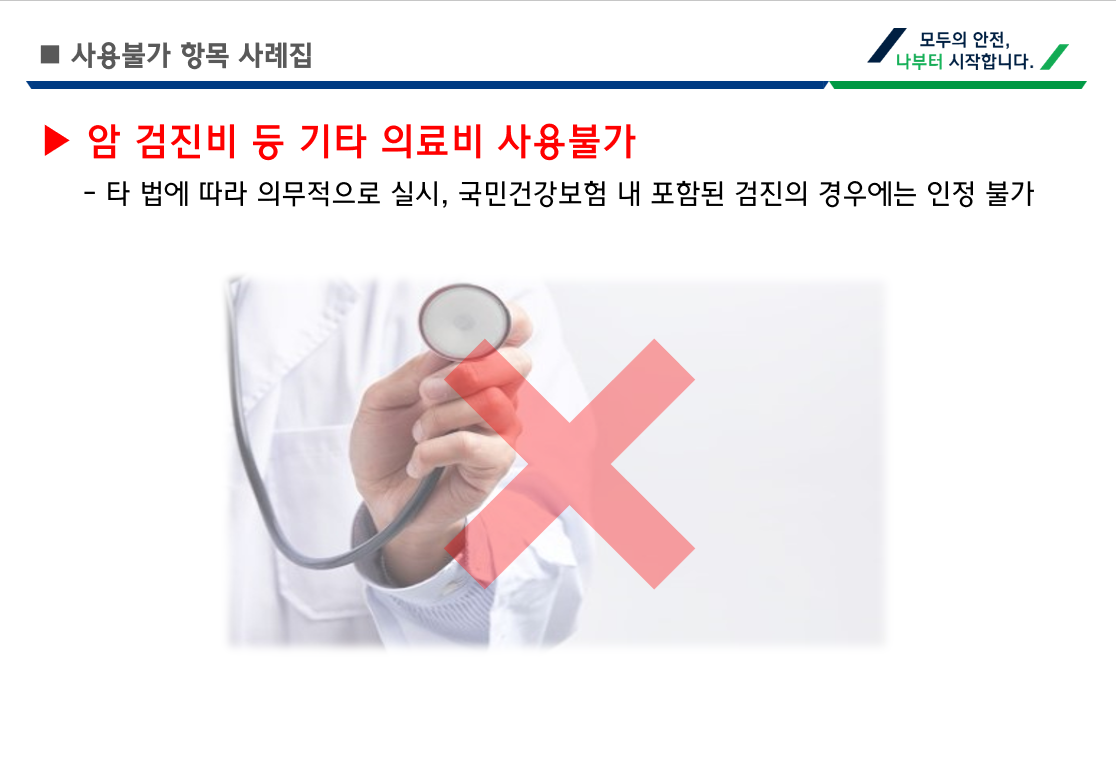 ■ 사용불가 항목 사례집
모두의 안전,
나부터 시작합니다.
▶ 암 검진비 등 기타 의료비 사용불가
- 타 법에 따라 의무적으로 실시, 국민건강보험 내 포함된 검진의 경우에는 인정 불가